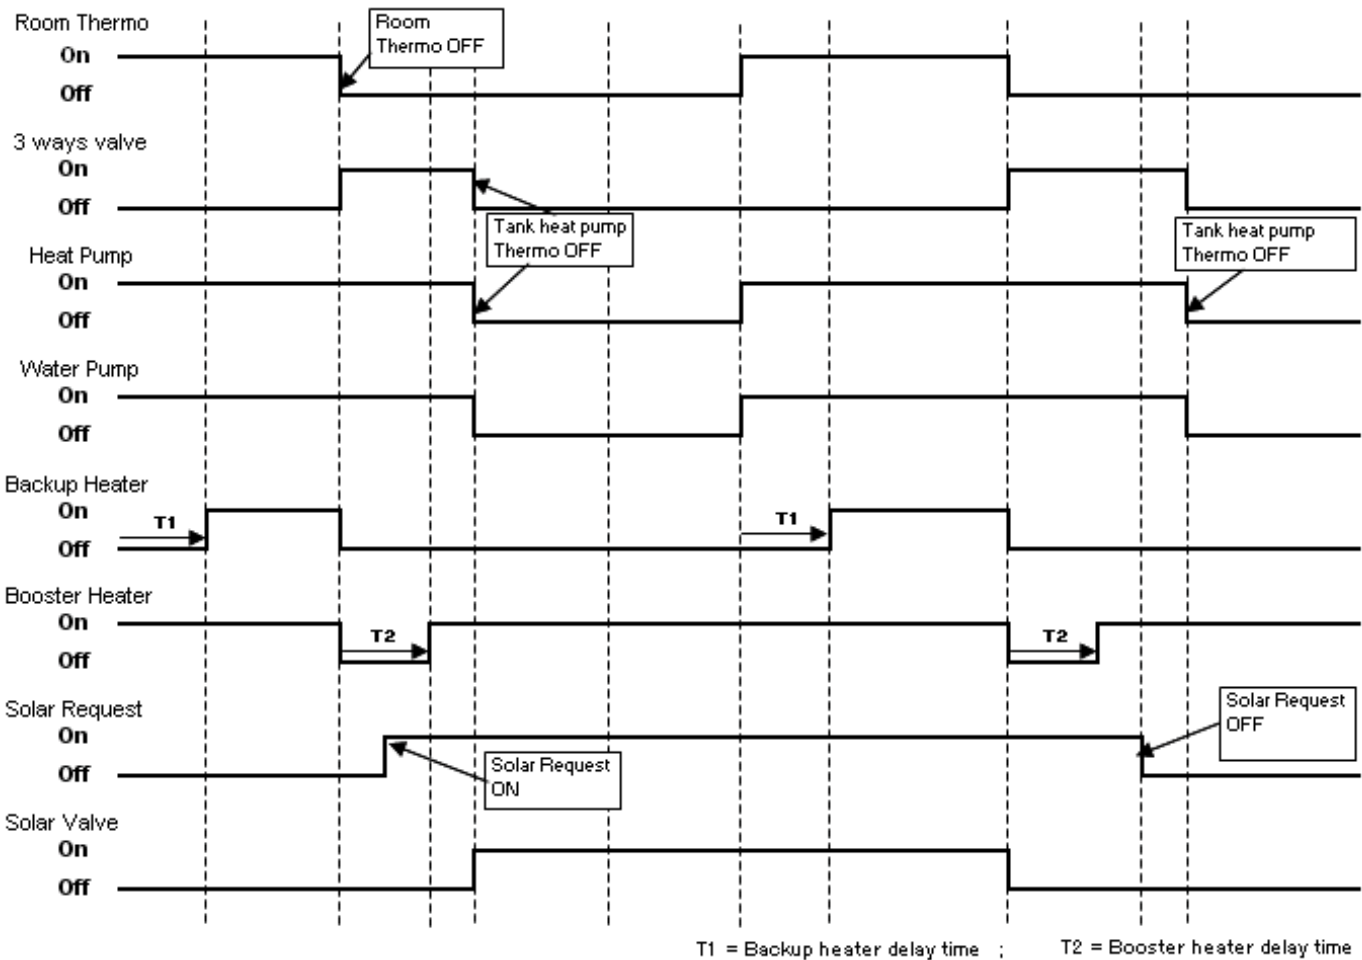 Room Thermo
On
Off
Room
Thermo OFF
3 ways valve
On
Off
Tank heat pump
Thermo OFF
Tank heat pump
Thermo OFF
Heat Pump
On
Off
Water Pump
On
Off
Backup Heater
On
T1
T1
Off
Booster Heater
On
T2
T2
Off
Solar Request
On
Off
Solar Request
ON
Solar Request
OFF
Solar Valve
On
Off
T1 = Backup heater delay time ; T2 = Booster heater delay time